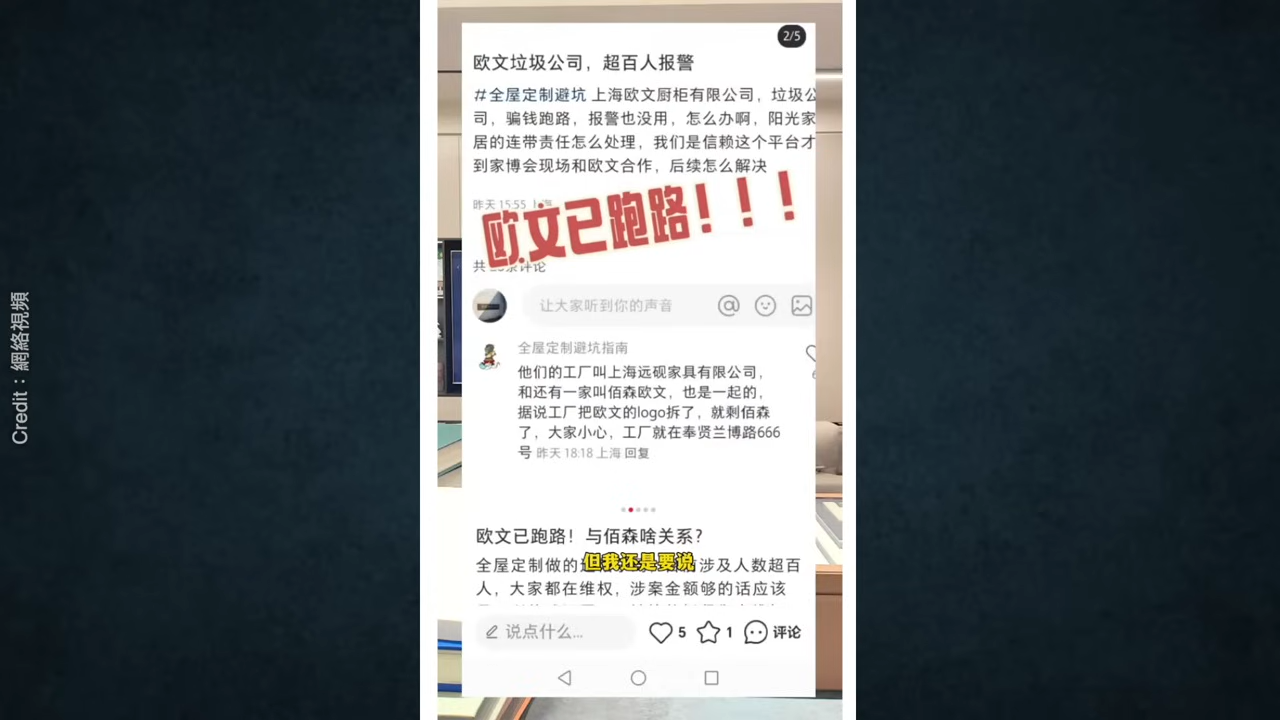 2/5
欧文垃圾公司，超百人报警
#全屋定制避坑 上海欧文厨柜有限公司，垃圾公
司，骗钱跑路，报警也没用，怎么办啊，阳光家
居的连带责任怎么处理，我们是信赖这个平台才
到家博会现场和欧文合作，后续怎么解决
昨天 15:55 上海
欧文已跑路！！！
共 条评论
让大家听到你的声音
全屋定制避坑指南
他们的工厂叫上海远砚家具有限公司，
和还有一家叫佰森欧文，也是一起的，
据说工厂把欧文的logo拆了，就剩佰森
了，大家小心，工厂就在奉贤兰博路666
号 昨天 18:18 上海 回复
欧文已跑路！与佰森啥关系？
全屋定制做的 涉及人数超百
但我还是要说
人，大家都在维权，涉案金额够的话应该
说点什么...
5
1
评论
Credit：網絡視頻